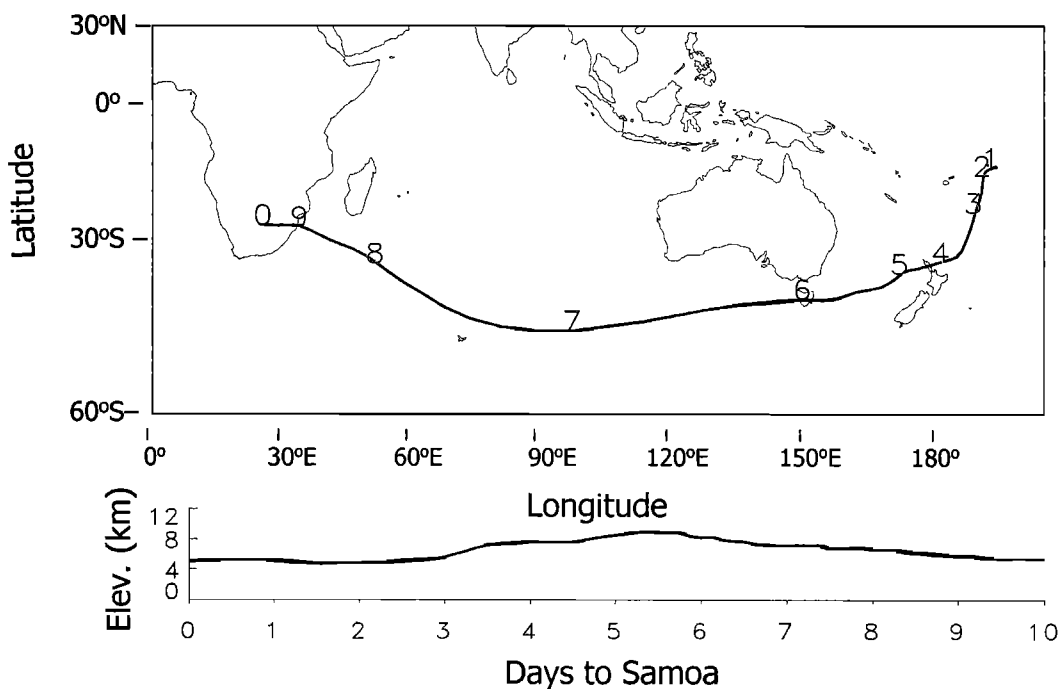 30ºN
0º
30ºS
60ºS
Latitude
1
2
3
0
9
8
4
5
6
7
0º
30ºE
60ºE
90ºE
120ºE
150ºE
180º
Longitude
Elev. (km)
12
8
4
0
0 1 2 3 4 5 6 7 8 9 10
Days to Samoa